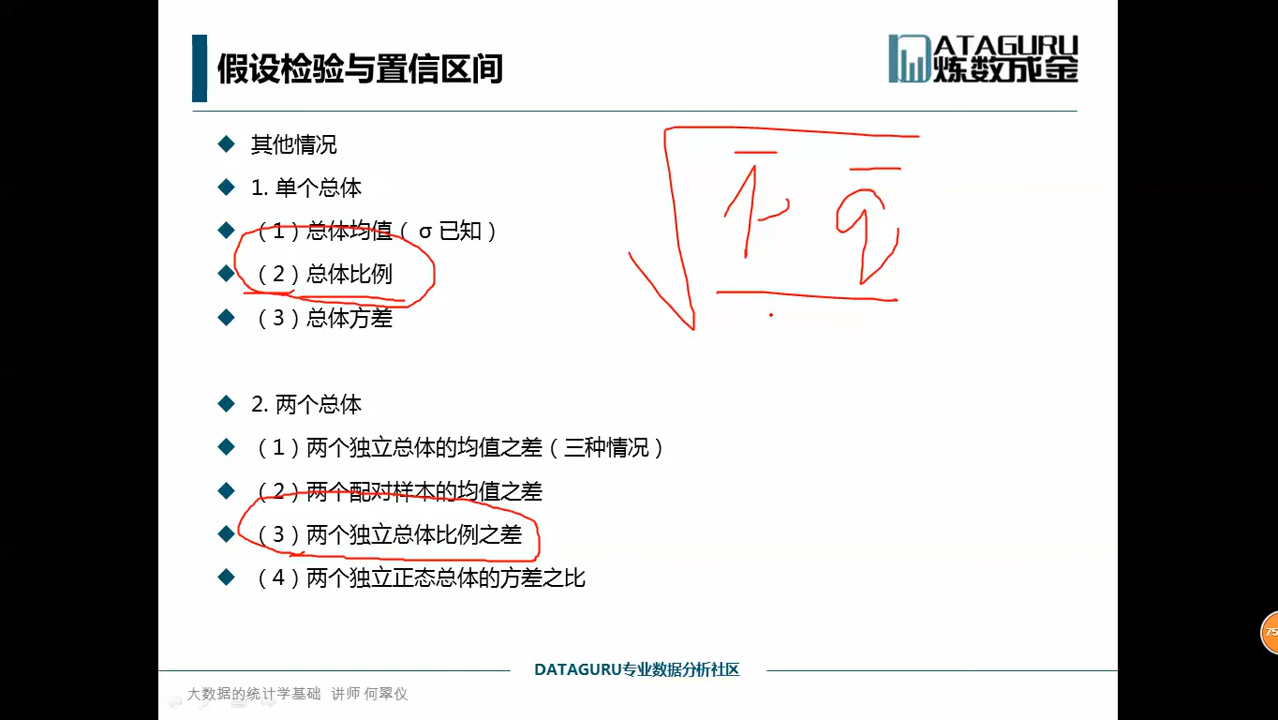 假设检验与置信区间
DATAGURU
炼数成金
其他情况
1. 单个总体
（1）总体均值（ σ 已知）
（2）总体比例
（3）总体方差
p̄ q̄
2. 两个总体
（1）两个独立总体的均值之差（三种情况）
（2）两个配对样本的均值之差
（3）两个独立总体比例之差
（4）两个独立正态总体的方差之比
DATAGURU专业数据分析社区
大数据的统计学基础 讲师 何翠仪
75